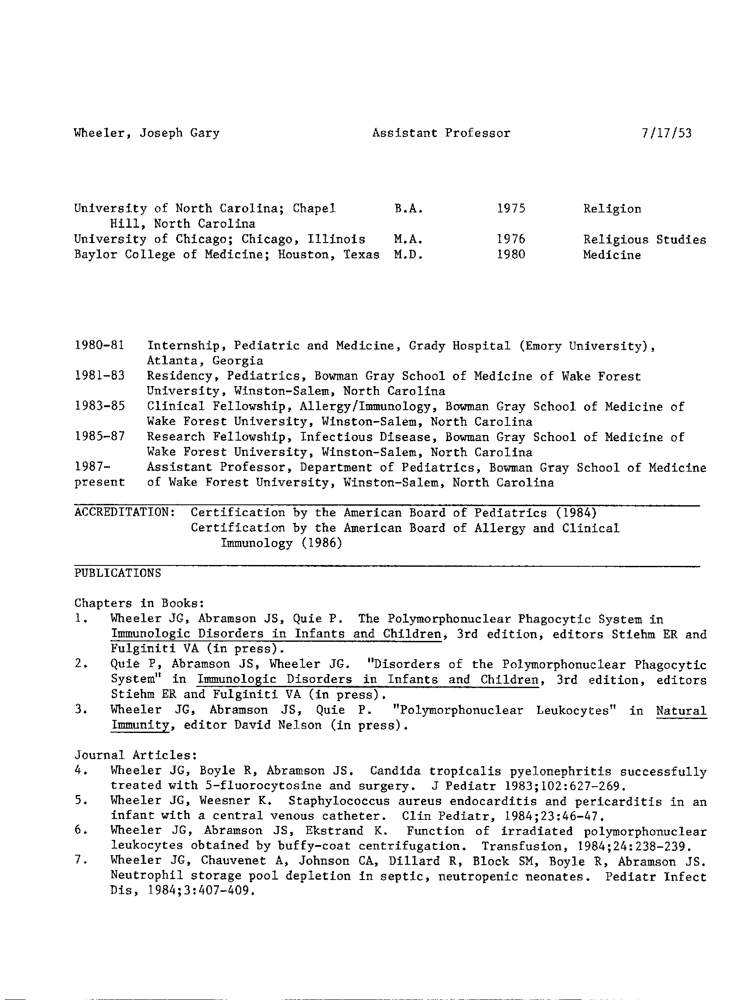 Wheeler, Joseph Gary Assistant Professor 7/17/53
University of North Carolina; Chapel B.A. 1975 Religion
Hill, North Carolina
University of Chicago; Chicago, Illinois M.A. 1976 Religious Studies
Baylor College of Medicine; Houston, Texas M.D. 1980 Medicine
1980-81 Internship, Pediatric and Medicine, Grady Hospital (Emory University),
Atlanta, Georgia
1981-83 Residency, Pediatrics, Bowman Gray School of Medicine of Wake Forest
University, Winston-Salem, North Carolina
1983-85 Clinical Fellowship, Allergy/Immunology, Bowman Gray School of Medicine of
Wake Forest University, Winston-Salem, North Carolina
1985-87 Research Fellowship, Infectious Disease, Bowman Gray School of Medicine of
Wake Forest University, Winston-Salem, North Carolina
1987- Assistant Professor, Department of Pediatrics, Bowman Gray School of Medicine
present of Wake Forest University, Winston-Salem, North Carolina
ACCREDITATION: Certification by the American Board of Pediatrics (1984)
Certification by the American Board of Allergy and Clinical
Immunology (1986)
PUBLICATIONS
Chapters in Books:
1. Wheeler JG, Abramson JS, Quie P. The Polymorphonuclear Phagocytic System in
Immunologic Disorders in Infants and Children, 3rd edition, editors Stiehm ER and
Fulginiti VA (in press).
2. Quie P, Abramson JS, Wheeler JG. "Disorders of the Polymorphonuclear Phagocytic
System" in Immunologic Disorders in Infants and Children, 3rd edition, editors
Stiehm ER and Fulginiti VA (in press).
3. Wheeler JG, Abramson JS, Quie P. "Polymorphonuclear Leukocytes" in Natural
Immunity, editor David Nelson (in press).
Journal Articles:
4. Wheeler JG, Boyle R, Abramson JS. Candida tropicalis pyelonephritis successfully
treated with 5-fluorocytosine and surgery. J Pediatr 1983;102:627-269.
5. Wheeler JG, Weesner K. Staphylococcus aureus endocarditis and pericarditis in an
infant with a central venous catheter. Clin Pediatr, 1984;23:46-47.
6. Wheeler JG, Abramson JS, Ekstrand K. Function of irradiated polymorphonuclear
leukocytes obtained by buffy-coat centrifugation. Transfusion, 1984;24:238-239.
7. Wheeler JG, Chauvenet A, Johnson CA, Dillard R, Block SM, Boyle R, Abramson JS.
Neutrophil storage pool depletion in septic, neutropenic neonates. Pediatr Infect
Dis, 1984;3:407-409.